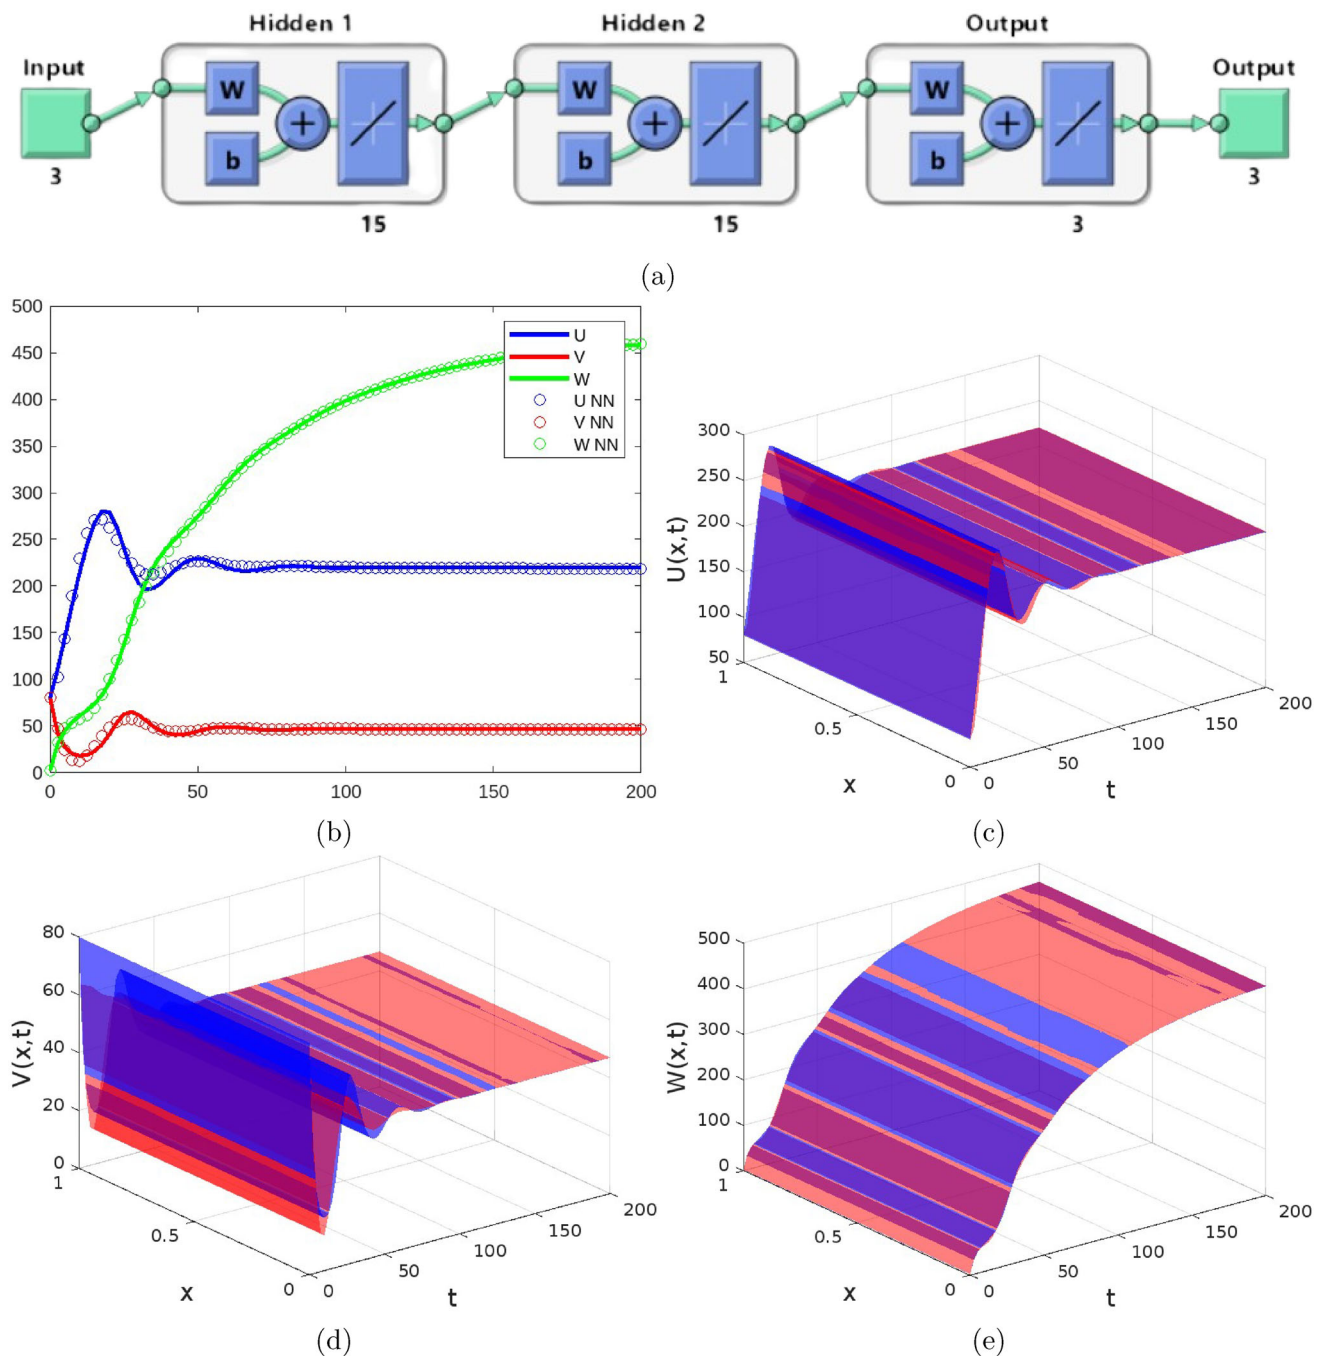 Hidden 1 Hidden 2 Output
Input Output
W W W
b b b
3 3
15 15 3
(a)
500
450
400
350
300
250
200
150
100
50
0
0 50 100 150 200
U
V
W
U NN
V NN
W NN
(b)
U(x,t)
300
250
200
150
100
50
1
0.5
0
x
0
50
100
150
200
t
(c)
V(x,t)
80
60
40
20
0
1
0.5
0
x
0
50
100
150
200
t
(d)
W(x,t)
500
400
300
200
100
0
1
0.5
0
x
0
50
100
150
200
t
(e)